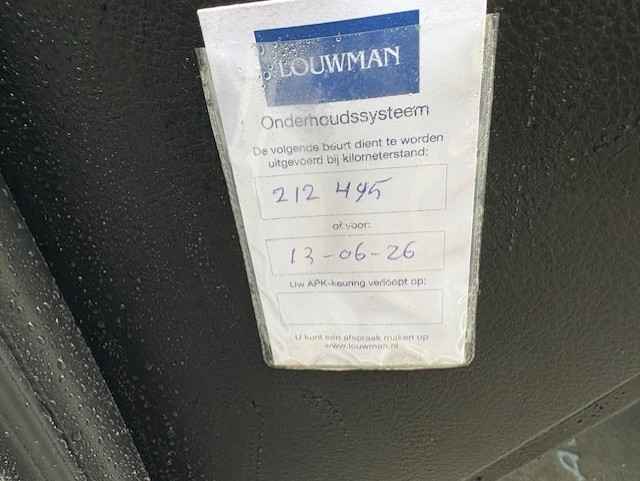 LOUWMAN
Onderhoudssysteem
De volgende beurt dient te worden
uitgevoerd bij kilometerstand:
212 495
of voor:
13-06-26
Uw APK-keuring verloopt op:
U kunt een afspraak maken op
www.louwman.nl